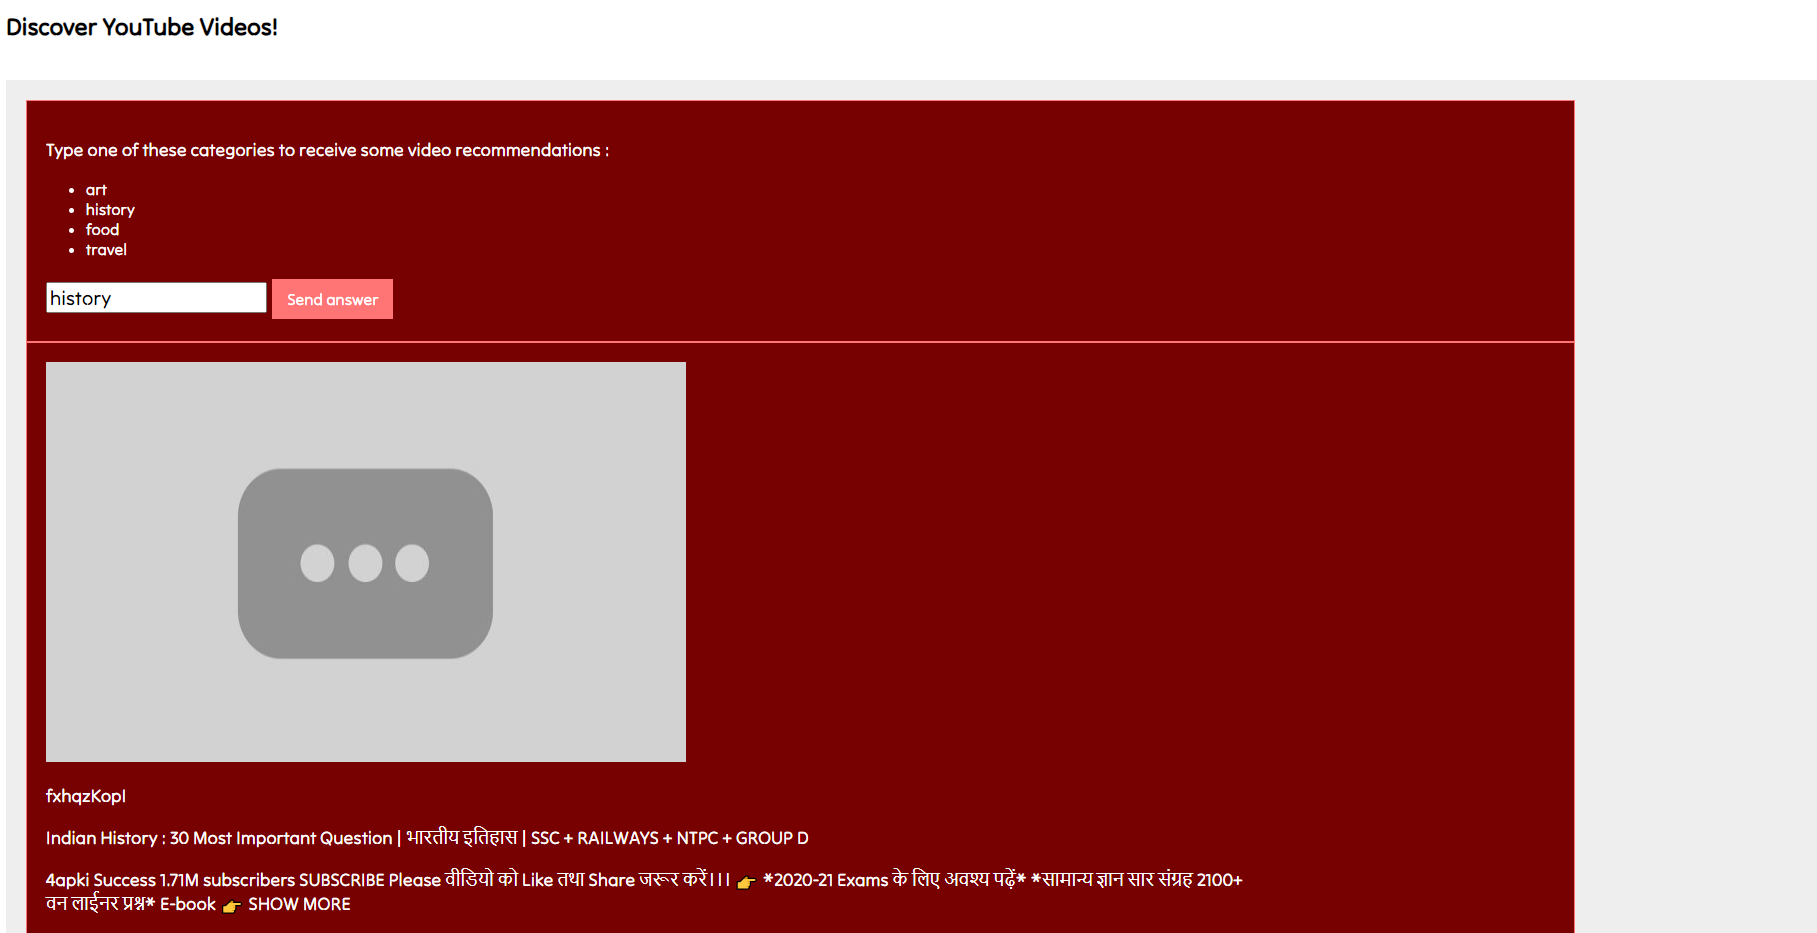 Discover YouTube Videos!
Type one of these categories to receive some video recommendations :
art
history
food
travel
history
Send answer
fxhqzKopI
Indian History : 30 Most Important Question | भारतीय इतिहास | SSC + RAILWAYS + NTPC + GROUP D
4apki Success 1.71M subscribers SUBSCRIBE Please वीडियो को Like तथा Share जरूर करें।।। 👉 *2020-21 Exams के लिए अवश्य पढ़ें* *सामान्य ज्ञान सार संग्रह 2100+
वन लाईनर प्रश्न* E-book 👉 SHOW MORE